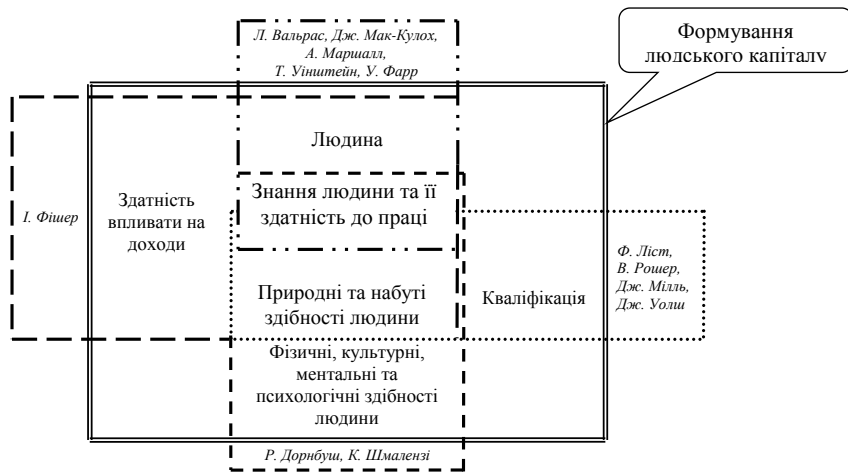 Л. Вальрас, Дж. Мак-Кулох,
А. Маршалл,
Т. Уінштейн, У. Фарр
Формування
людського капіталу
Людина
Знання людини та її
здатність до праці
Здатність
впливати на
доходи
І. Фішер
Природні та набуті
здібності людини
Кваліфікація
Ф. Ліст,
В. Рошер,
Дж. Мілль,
Дж. Уолш
Фізичні, культурні,
ментальні та
психологічні здібності
людини
Р. Дорнбуш, К. Шмалензі